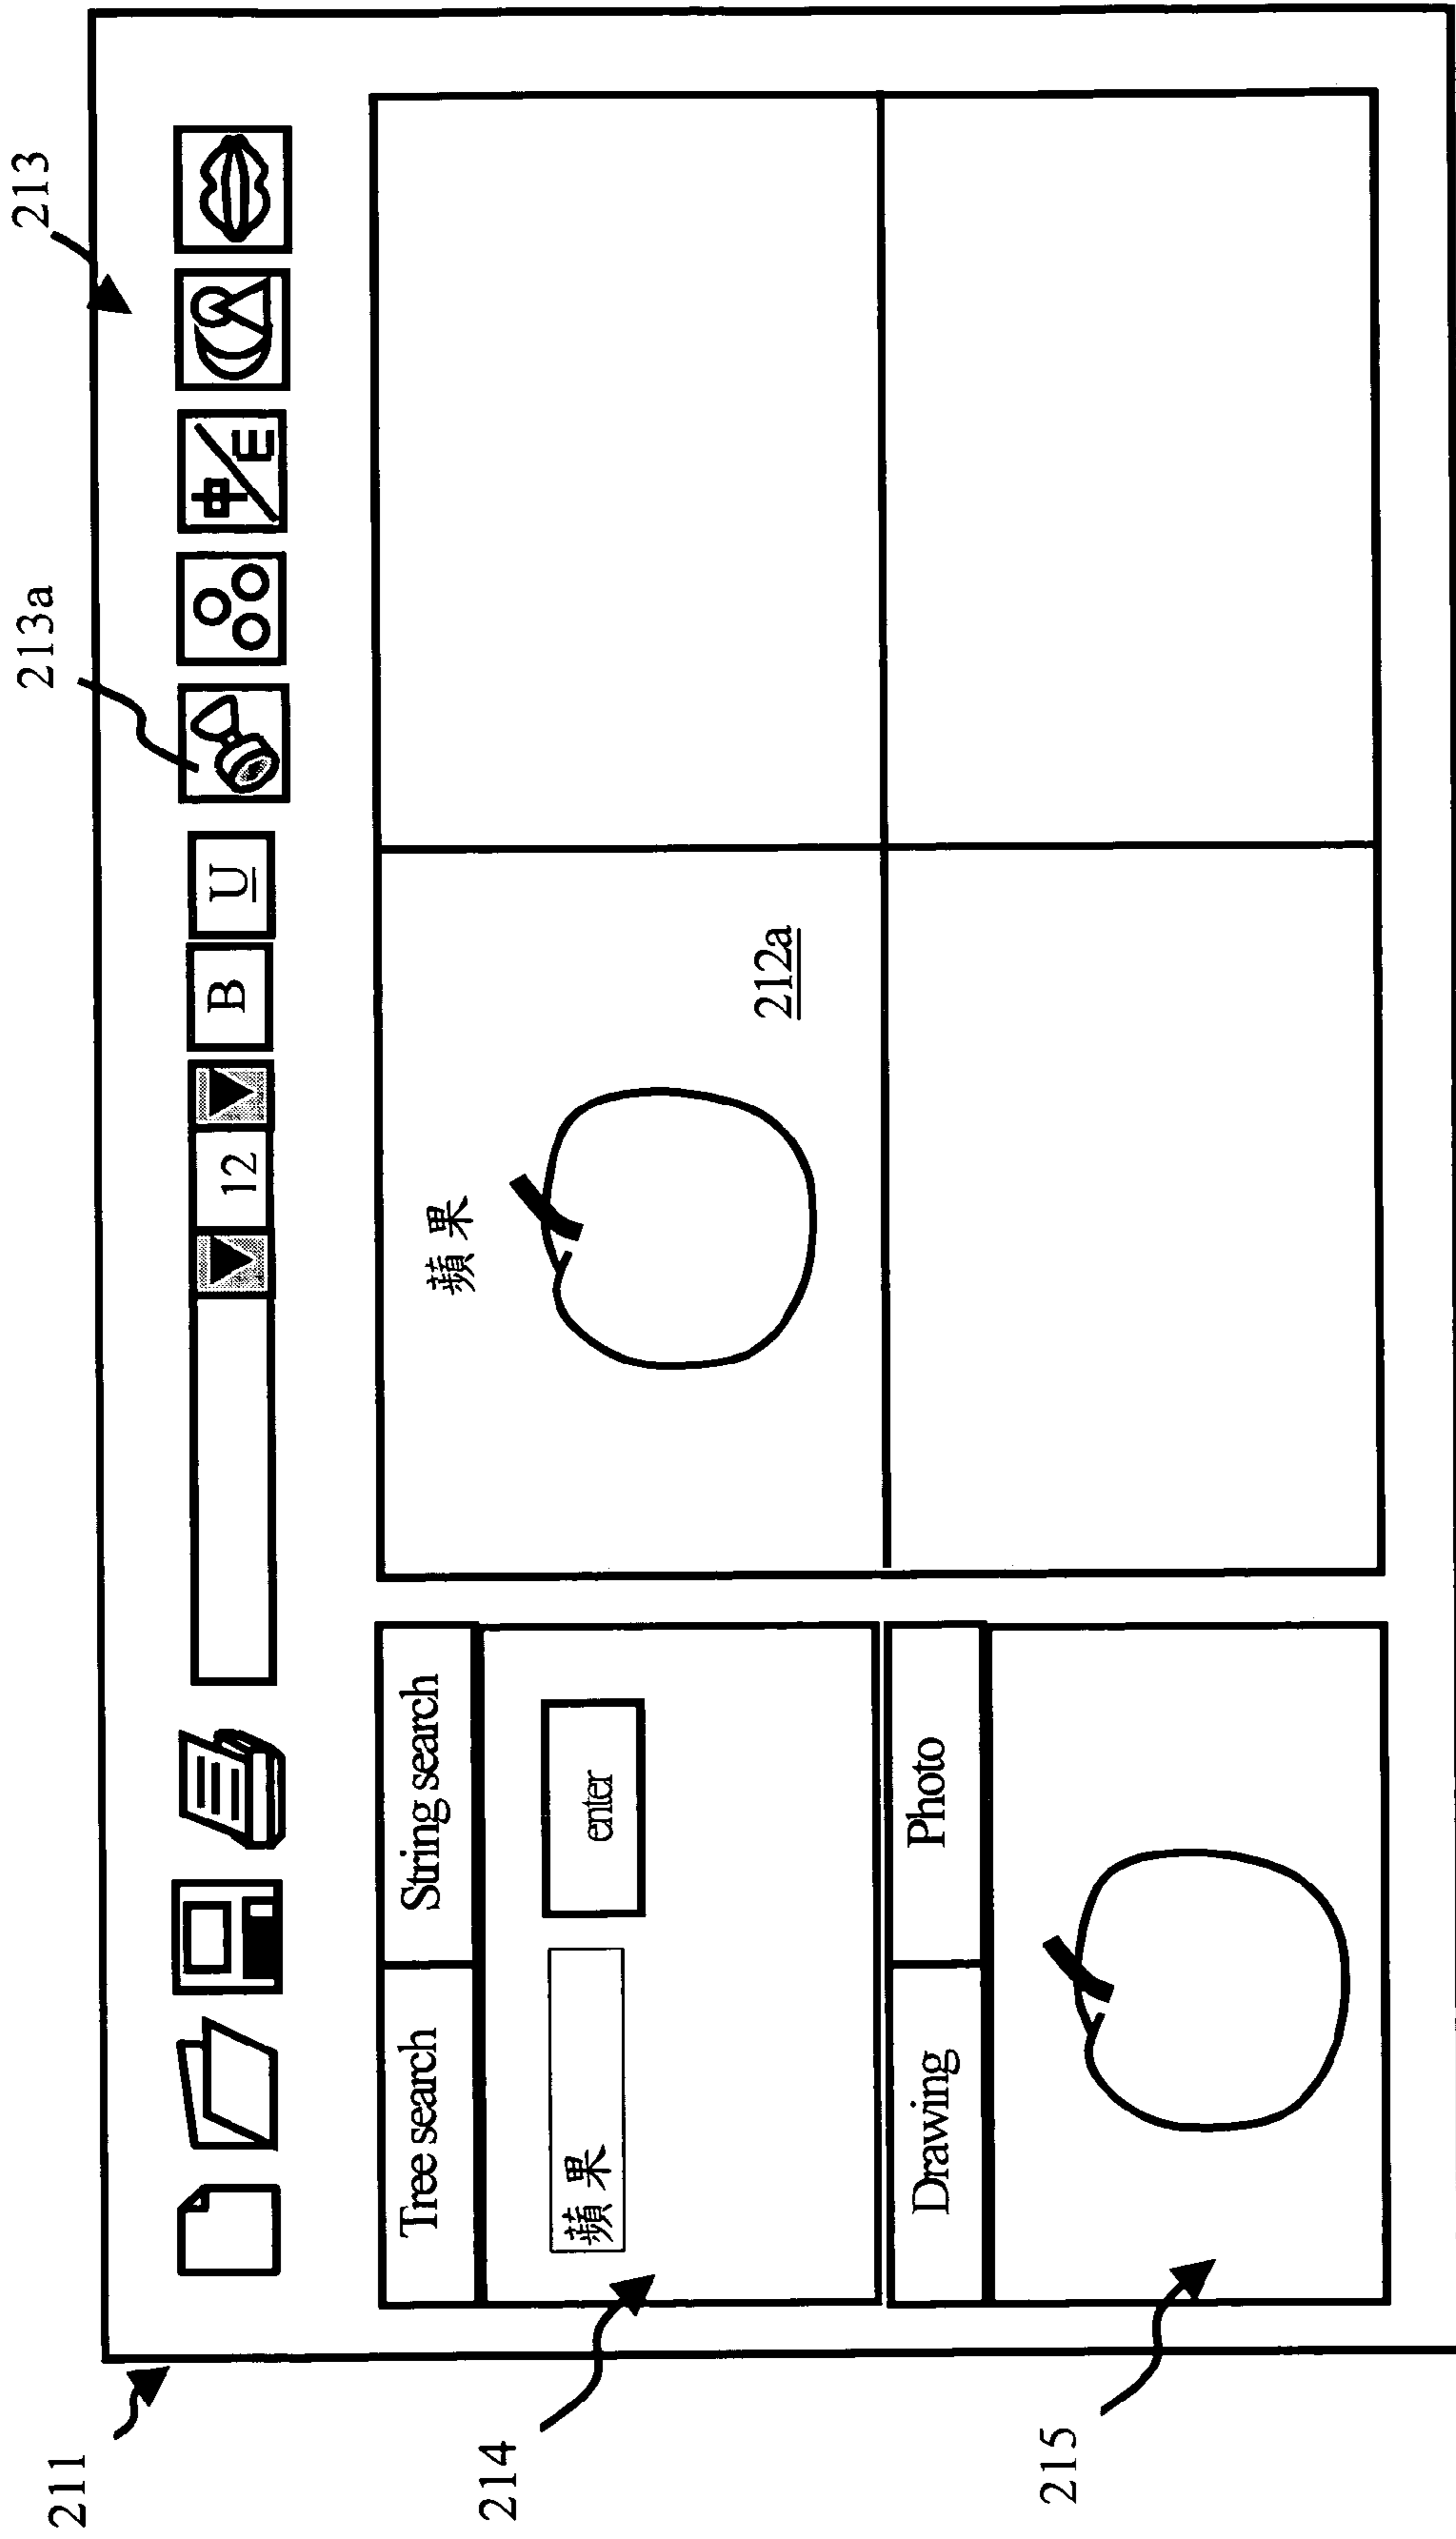 213
213a
12
B
U
中/E
Tree search
String search
蘋果
enter
蘋果
212a
Drawing
Photo
211
214
215